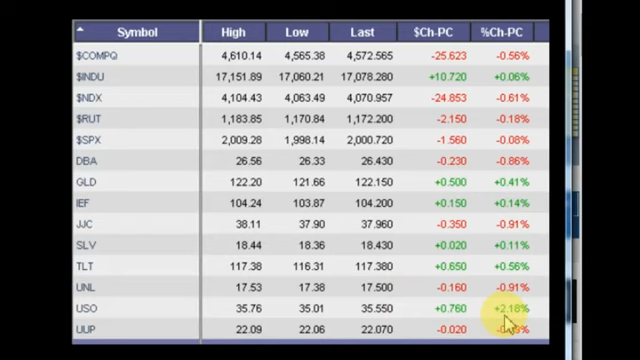 Symbol High Low Last $Ch-PC %Ch-PC
$COMPQ 4,610.14 4,565.38 4,572.565 -25.623 -0.56%
$INDU 17,151.89 17,060.21 17,078.280 +10.720 +0.06%
$NDX 4,104.43 4,063.49 4,070.957 -24.853 -0.61%
$RUT 1,183.85 1,170.84 1,172.200 -2.150 -0.18%
$SPX 2,009.28 1,998.14 2,000.720 -1.560 -0.08%
DBA 26.56 26.33 26.430 -0.230 -0.86%
GLD 122.20 121.66 122.150 +0.500 +0.41%
IEF 104.24 103.87 104.200 +0.150 +0.14%
JJC 38.11 37.90 37.960 -0.350 -0.91%
SLV 18.44 18.36 18.430 +0.020 +0.11%
TLT 117.38 116.31 117.380 +0.650 +0.56%
UNL 17.53 17.38 17.500 -0.160 -0.91%
USO 35.76 35.01 35.550 +0.760 +2.18%
UUP 22.09 22.06 22.070 -0.020